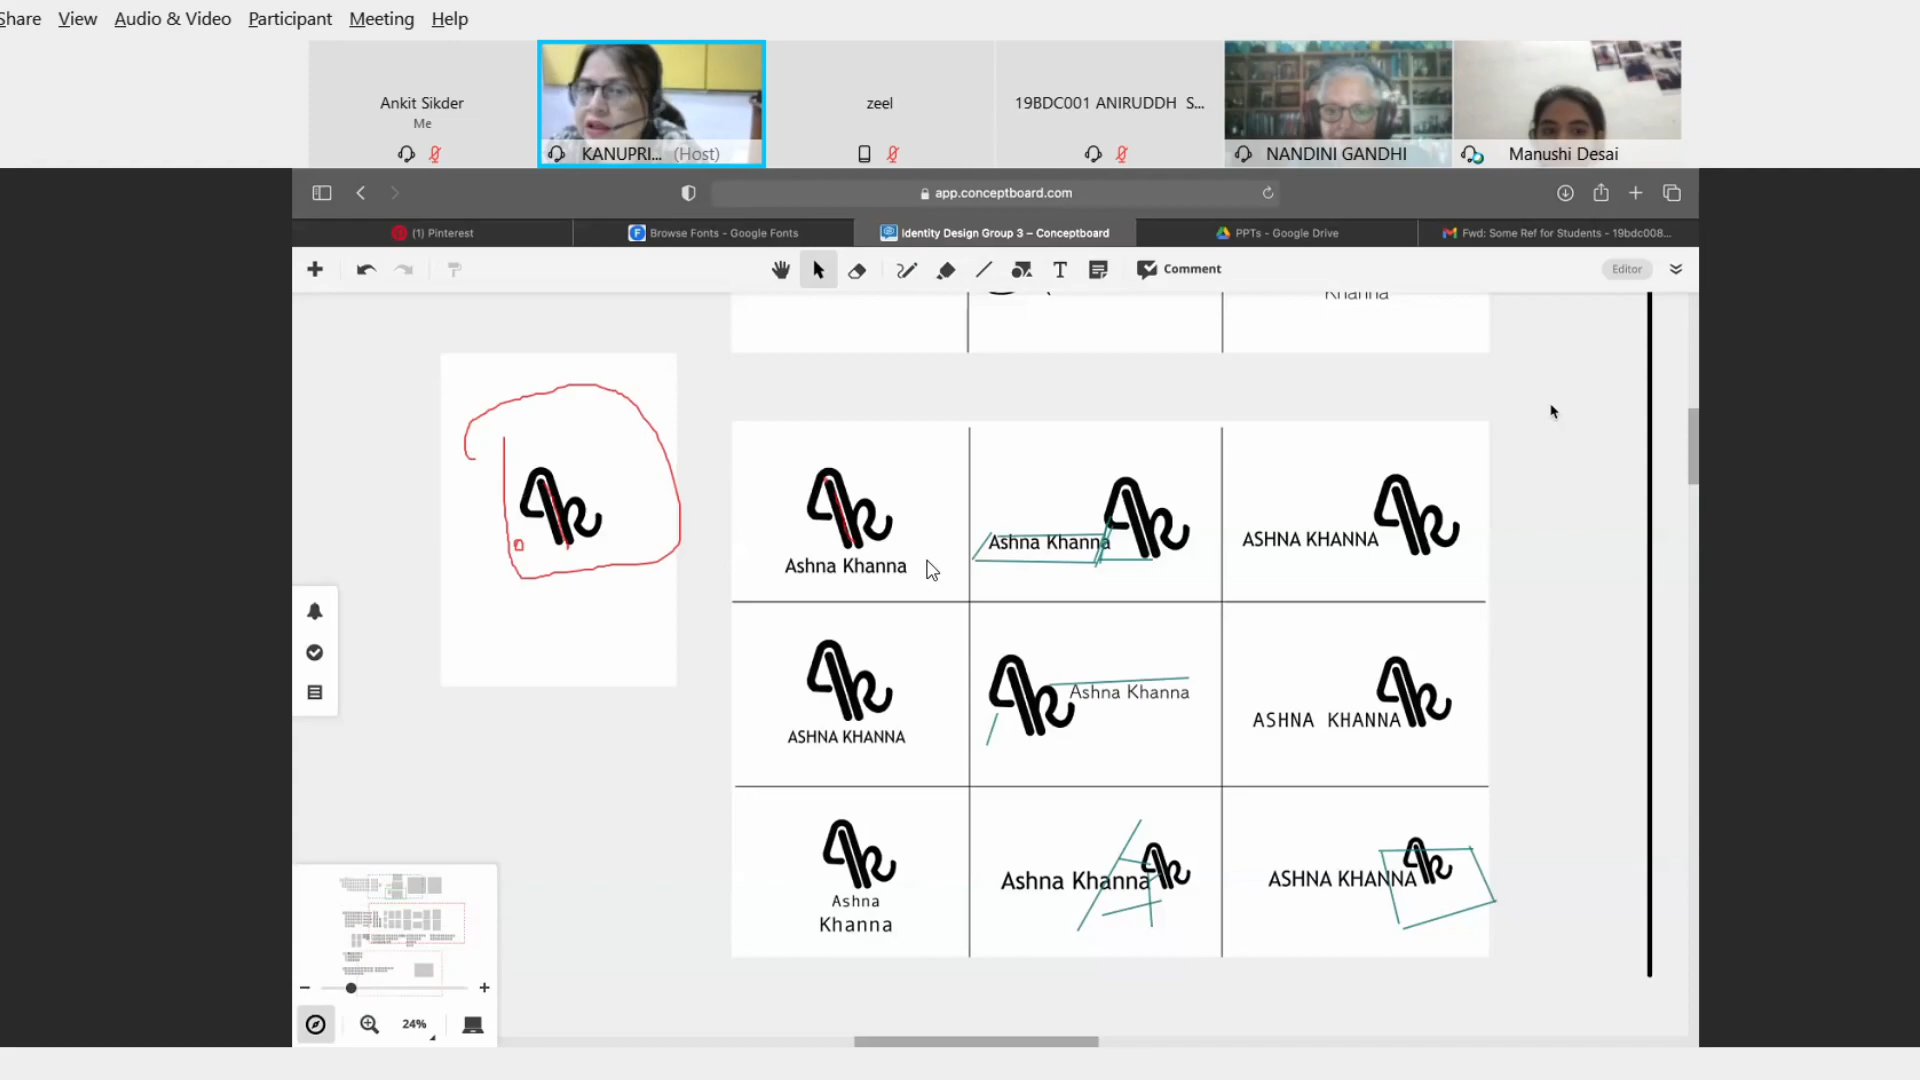 Share View Audio & Video Participant Meeting Help
Ankit Sikder
Me
KANUPRI... (Host)
zeel
19BDC001 ANIRUDDH S...
NANDINI GANDHI
Manushi Desai
app.conceptboard.com
(1) Pinterest
Browse Fonts - Google Fonts
Identity Design Group 3 – Conceptboard
PPTs - Google Drive
Fwd: Some Ref for Students - 19bdc008...
Comment
Editor
Khanna
Ashna Khanna
Ashna Khanna
ASHNA KHANNA
ASHNA KHANNA
Ashna Khanna
ASHNA KHANNA
Ashna
Khanna
Ashna Khanna
ASHNA KHANNA
24%